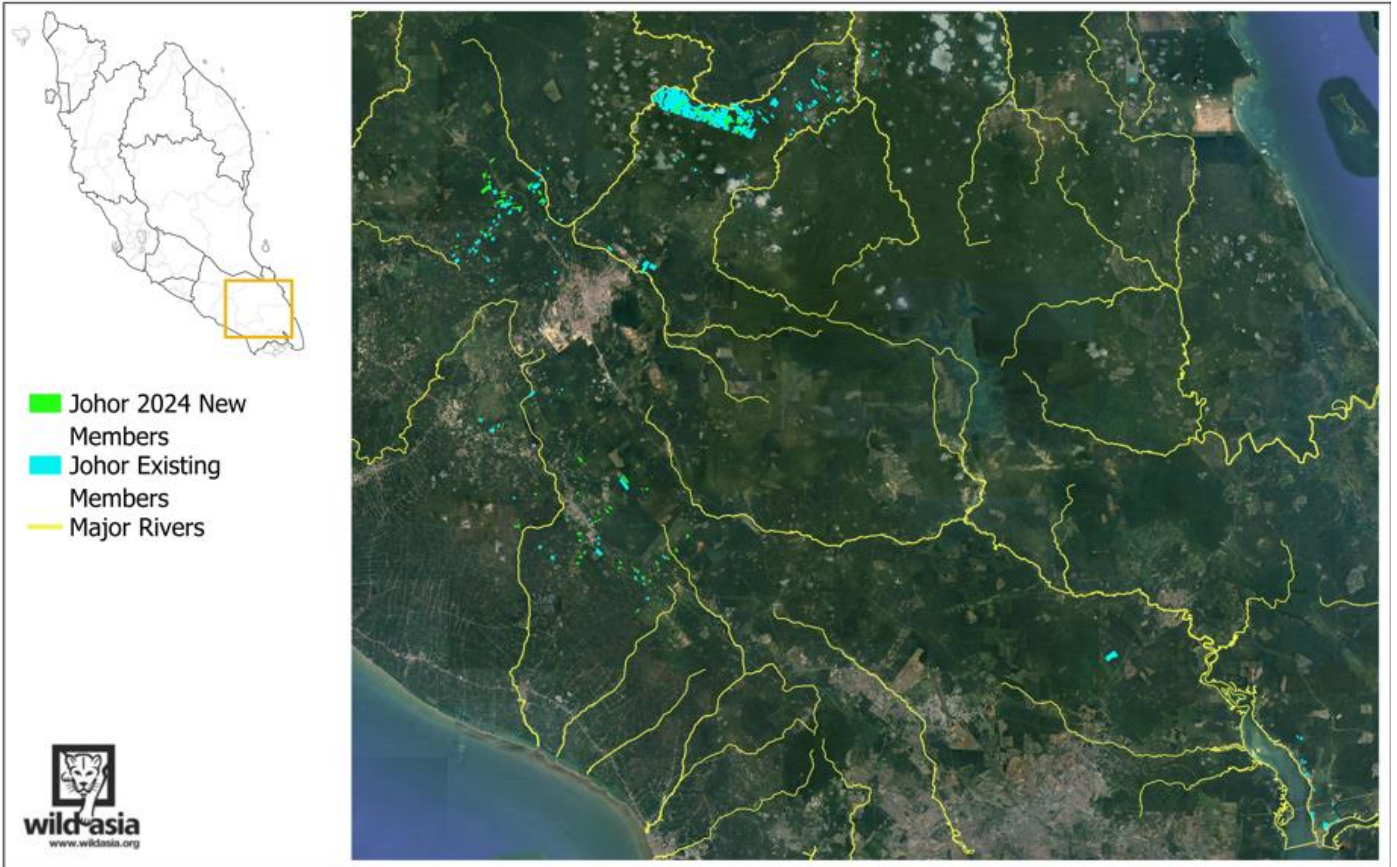 Johor 2024 New
Members
Johor Existing
Members
Major Rivers
wild asia
www.wildasia.org